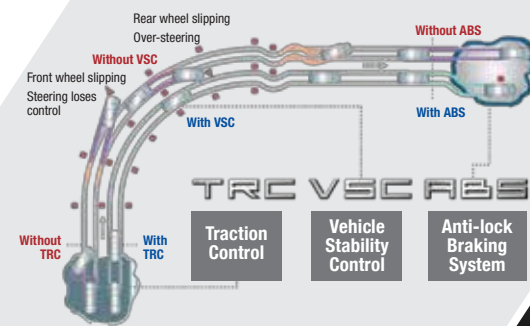 Rear wheel slipping
Over-steering
Without ABS
Without VSC
Front wheel slipping
Steering loses
control
With VSC
With ABS
TRC VSC ABS
Without
TRC
With
TRC
Traction
Control
Vehicle
Stability
Control
Anti-lock
Braking
System